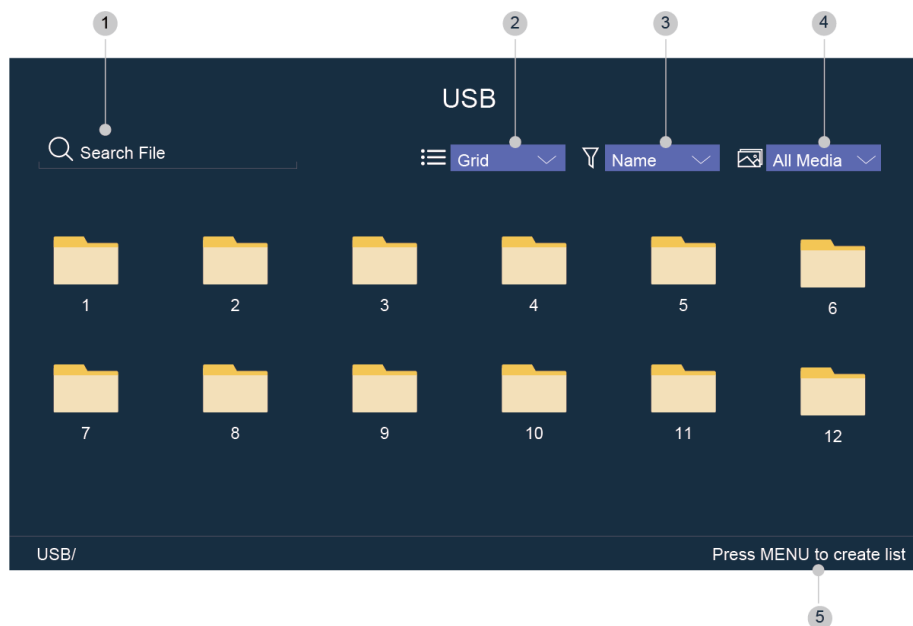 1 2 3 4
USB
Search File Grid Name All Media
1 2 3 4 5 6
7 8 9 10 11 12
USB/ Press MENU to create list
5